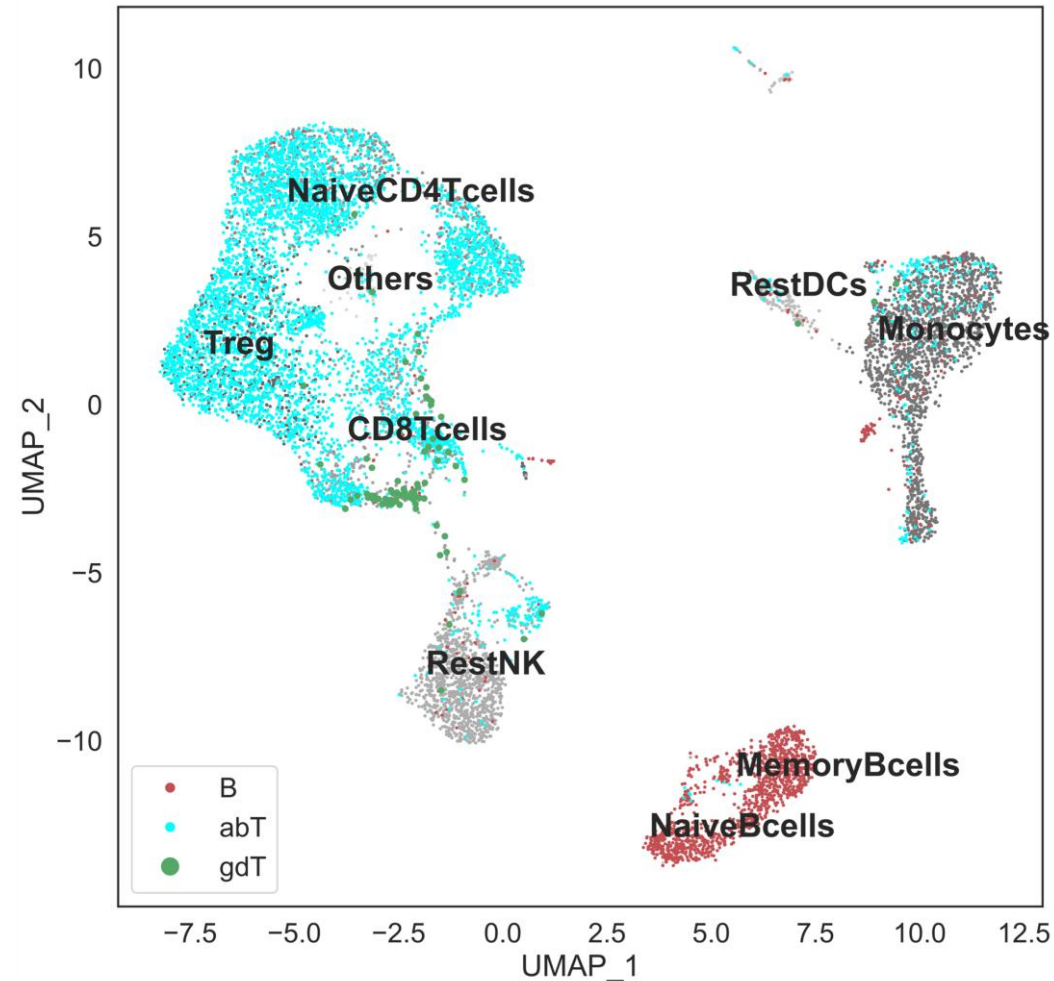 10
NaiveCD4Tcells
5
Others
RestDCs
Treg
Monocytes
0
CD8Tcells
UMAP_2
−5
RestNK
−10
MemoryBcells
NaiveBcells
B
abT
gdT
−7.5 −5.0 −2.5 0.0 2.5 5.0 7.5 10.0 12.5
UMAP_1